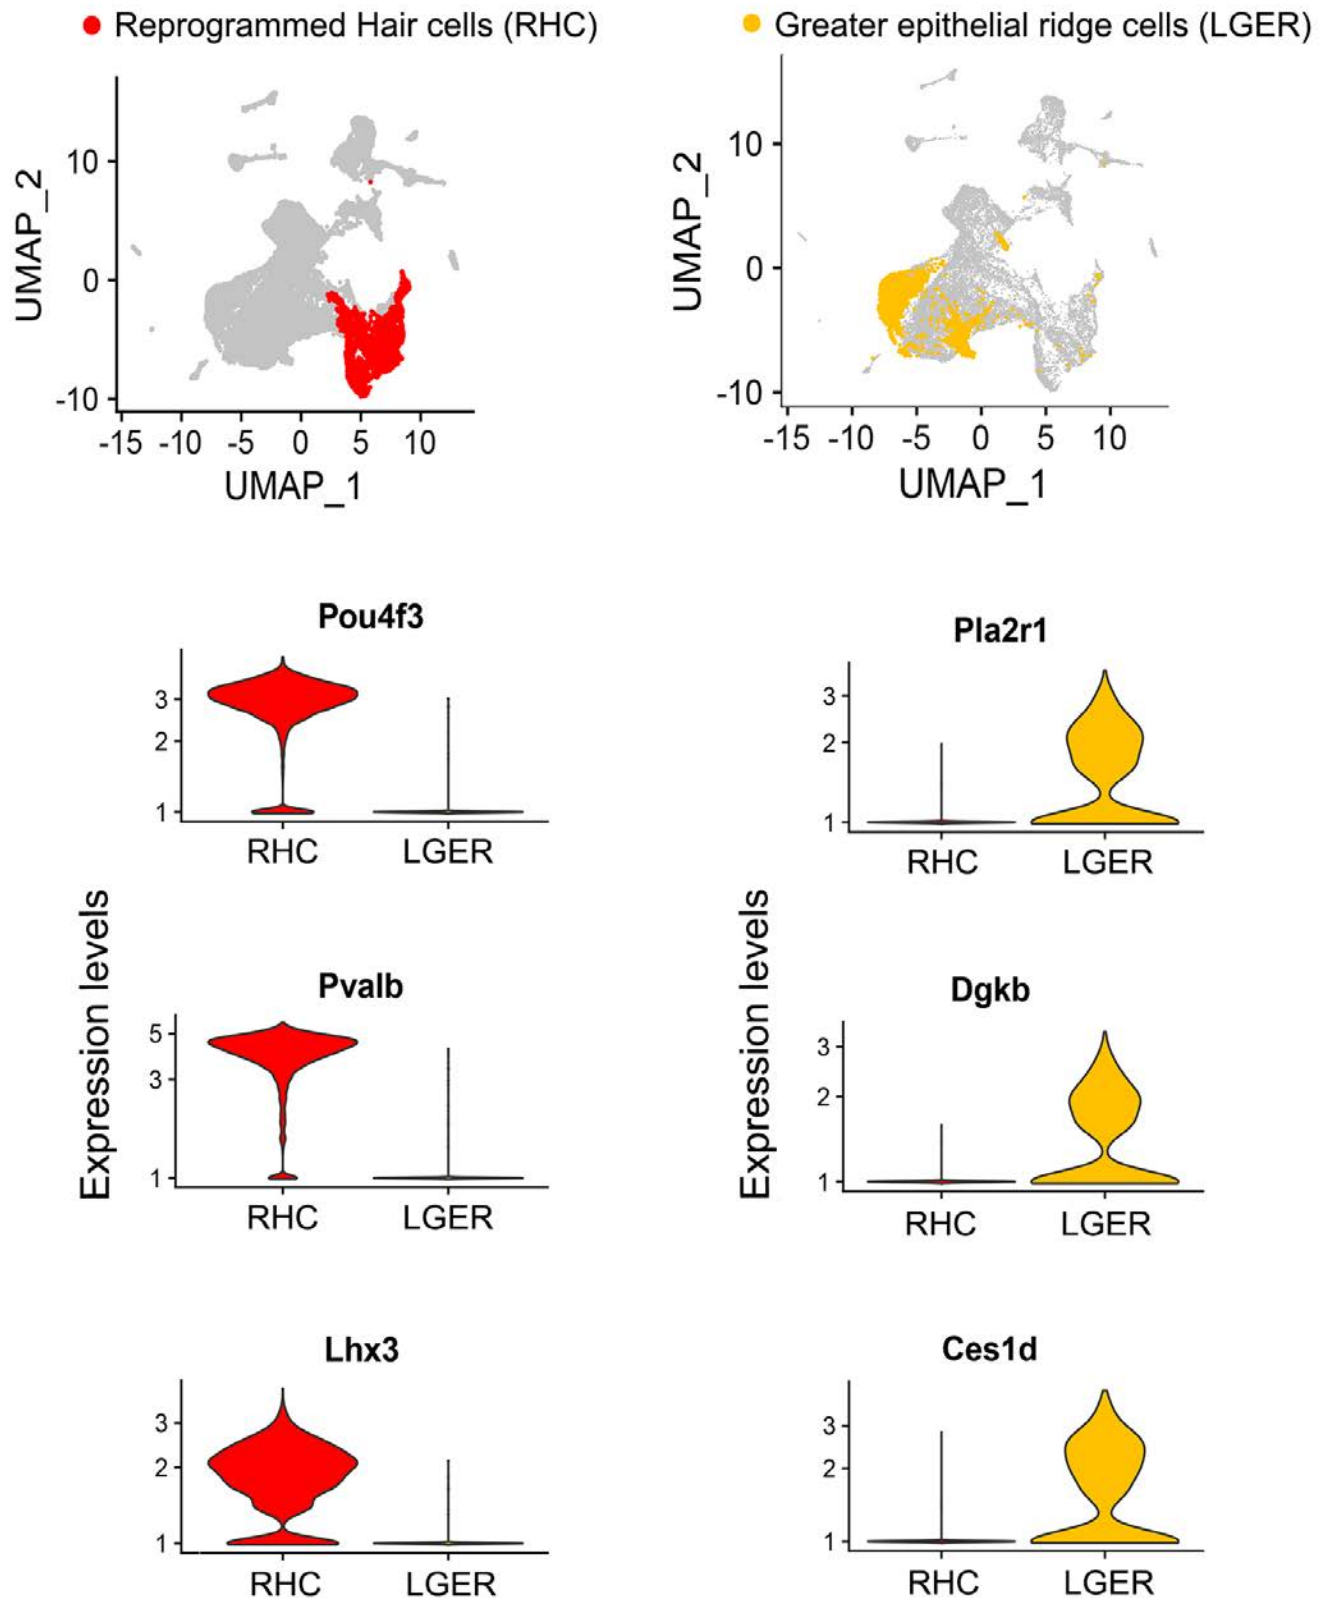 Reprogrammed Hair cells (RHC)
Greater epithelial ridge cells (LGER)
UMAP_2
10
0
-10
-15 -10 -5 0 5 10
UMAP_1
UMAP_2
10
0
-10
-15 -10 -5 0 5 10
UMAP_1
Expression levels
Pou4f3
3
2
1
RHC LGER
Pvalb
5
3
1
RHC LGER
Lhx3
3
2
1
RHC LGER
Expression levels
Pla2r1
3
2
1
RHC LGER
Dgkb
3
2
1
RHC LGER
Ces1d
3
2
1
RHC LGER